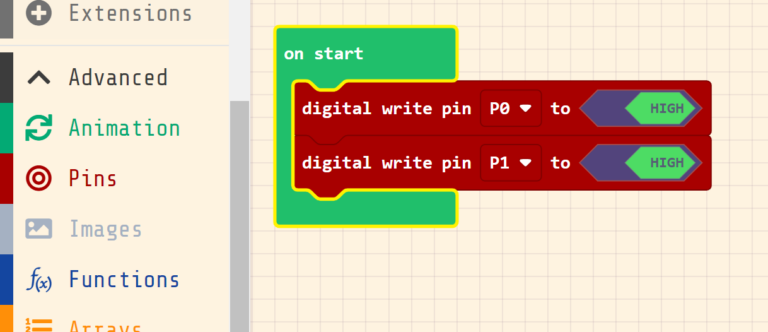 Extensions
Advanced
Animation
Pins
Images
Functions
Arrays
on start
digital write pin P0 to HIGH
digital write pin P1 to HIGH